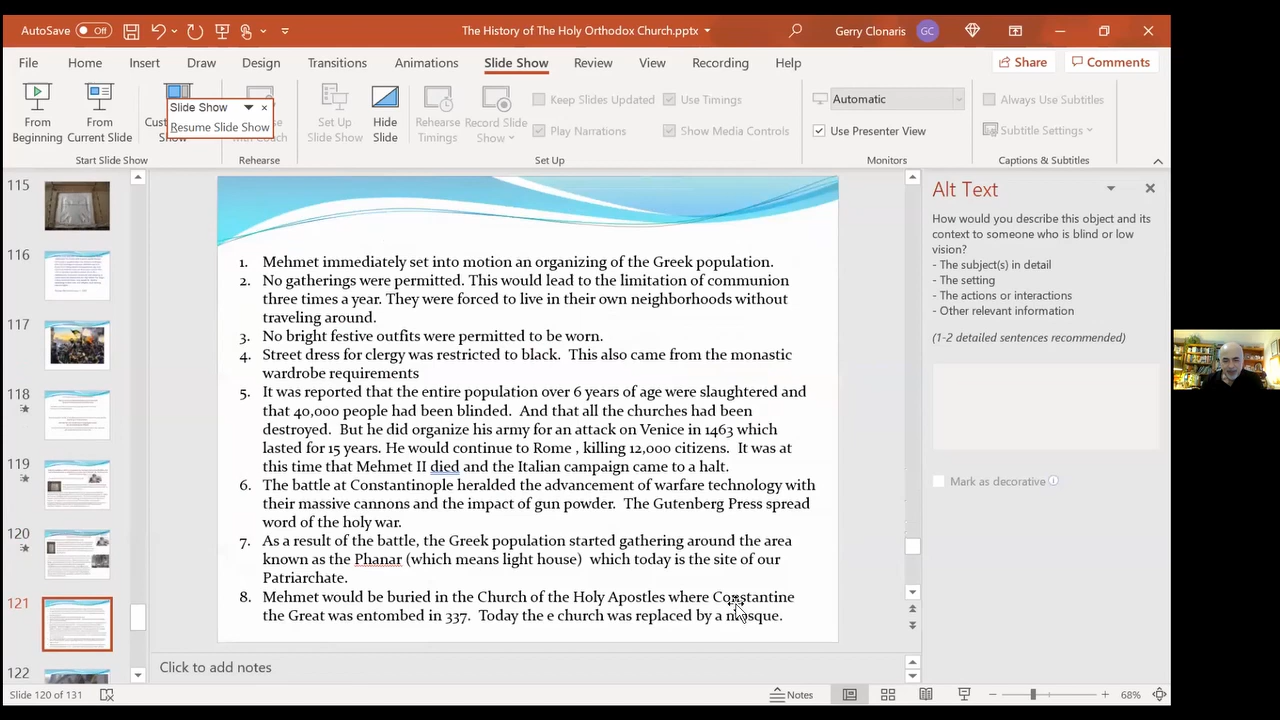 AutoSave Off The History of The Holy Orthodox Church.pptx Gerry Clonaris GC
File Home Insert Draw Design Transitions Animations Slide Show Review View Recording Help Share Comments
Slide Show
Resume Slide Show
From Beginning
From Current Slide
Show
Set Up Slide Show
Hide Slide
Rehearse Timings
Record Slide Show
Keep Slides Updated
Play Narrations
Use Timings
Show Media Controls
Automatic
Use Presenter View
Always Use Subtitles
Subtitle Settings
Start Slide Show Rehearse Set Up Monitors Captions & Subtitles
115
116
117
118
119
120
121
122
1. Mehmet immediately set into motion an organizing of the Greek population.
2. No gatherings were permitted. This would lead to the limitation of communion
three times a year. They were forced to live in their own neighborhoods without
traveling around.
3. No bright festive outfits were permitted to be worn.
4. Street dress for clergy was restricted to black. This also came from the monastic
wardrobe requirements
5. It was reported that the entire population over 6 years of age were slaughtered and
that 40,000 people had been blinded. And that all the churches had been
destroyed. But he did organize his army for an attack on Venice in 1463 which
lasted for 15 years. He would continue to Rome , killing 12,000 citizens. It was at
this time that Mehmet II died and the Italian campaign came to a halt.
6. The battle at Constantinople heralded the advancement of warfare technology with
their massive cannons and the impact of gun powder. The Gutenberg Press spread
word of the holy war.
7. As a result of the battle, the Greek population started gathering around the area
known as the Phanar (which means light house) which today is the site of our
Patriarchate.
8. Mehmet would be buried in the Church of the Holy Apostles where Constantine
the Great was entombed in 337. Today the e church was replaced by a mosque.
Alt Text
How would you describe this object and its
context to someone who is blind or low
vision?
- The subject(s) in detail
- The setting
- The actions or interactions
- Other relevant information
(1-2 detailed sentences recommended)
Mark as decorative
Click to add notes
Slide 120 of 131 Notes 68%